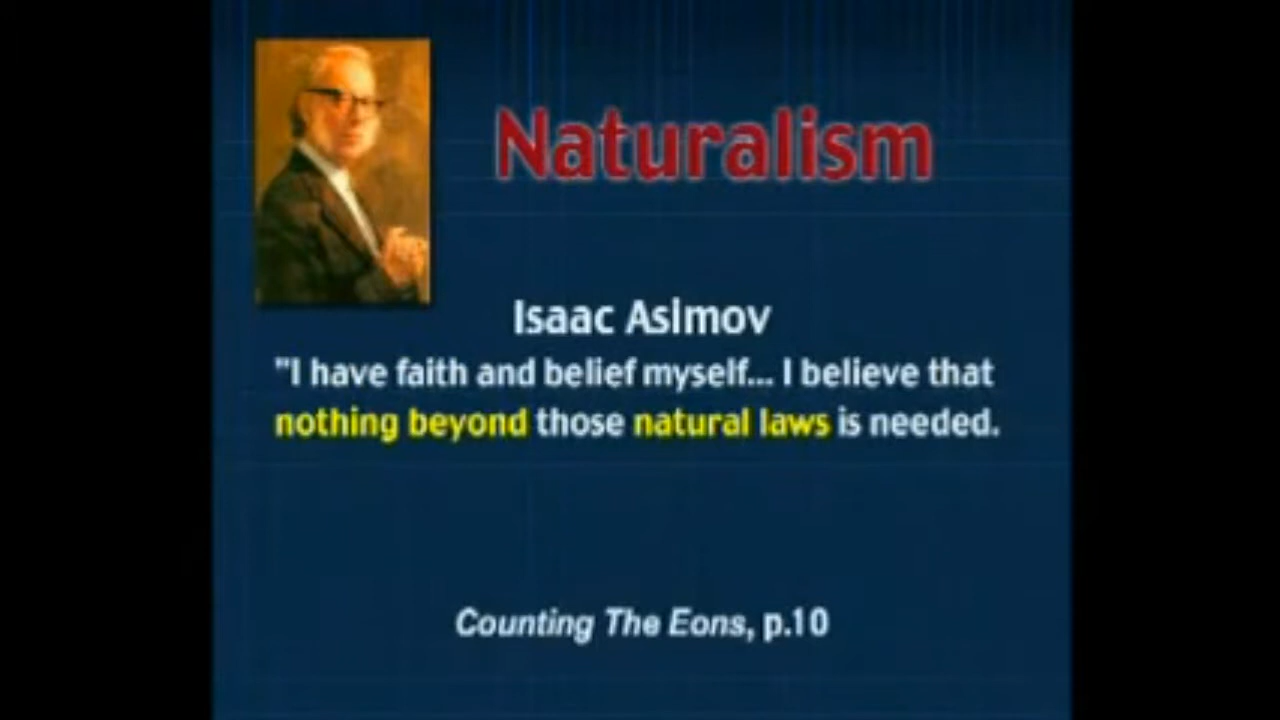 Naturalism
Isaac Asimov
"I have faith and belief myself... I believe that
nothing beyond those natural laws is needed.
Counting The Eons, p.10